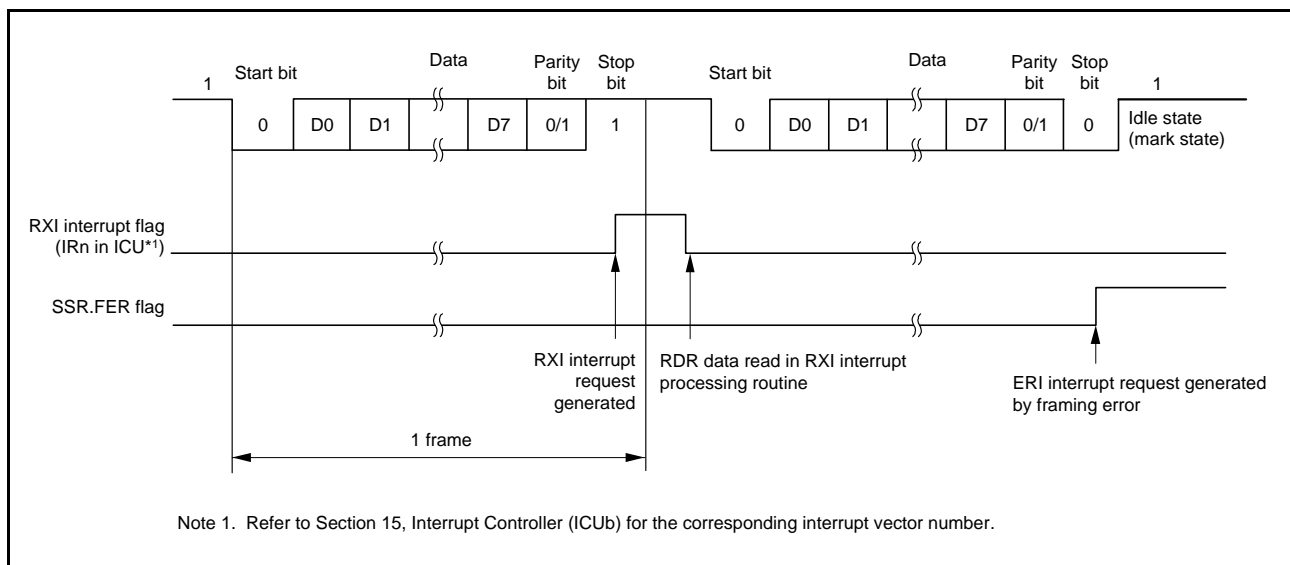 Start bit Data Parity bit Stop bit Start bit Data Parity bit Stop bit
1 1
0 D0 D1 D7 0/1 1 0 D0 D1 D7 0/1 0 Idle state (mark state)
RXI interrupt flag
(IRn in ICU*1)
SSR.FER flag
RXI interrupt
request
generated
RDR data read in RXI interrupt
processing routine
ERI interrupt request generated
by framing error
1 frame
Note 1. Refer to Section 15, Interrupt Controller (ICUb) for the corresponding interrupt vector number.